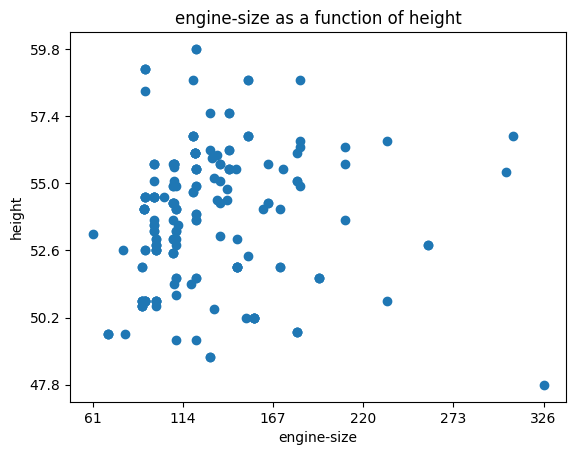 engine-size as a function of height
59.8
57.4
55.0
52.6
50.2
47.8
height
61 114 167 220 273 326
engine-size